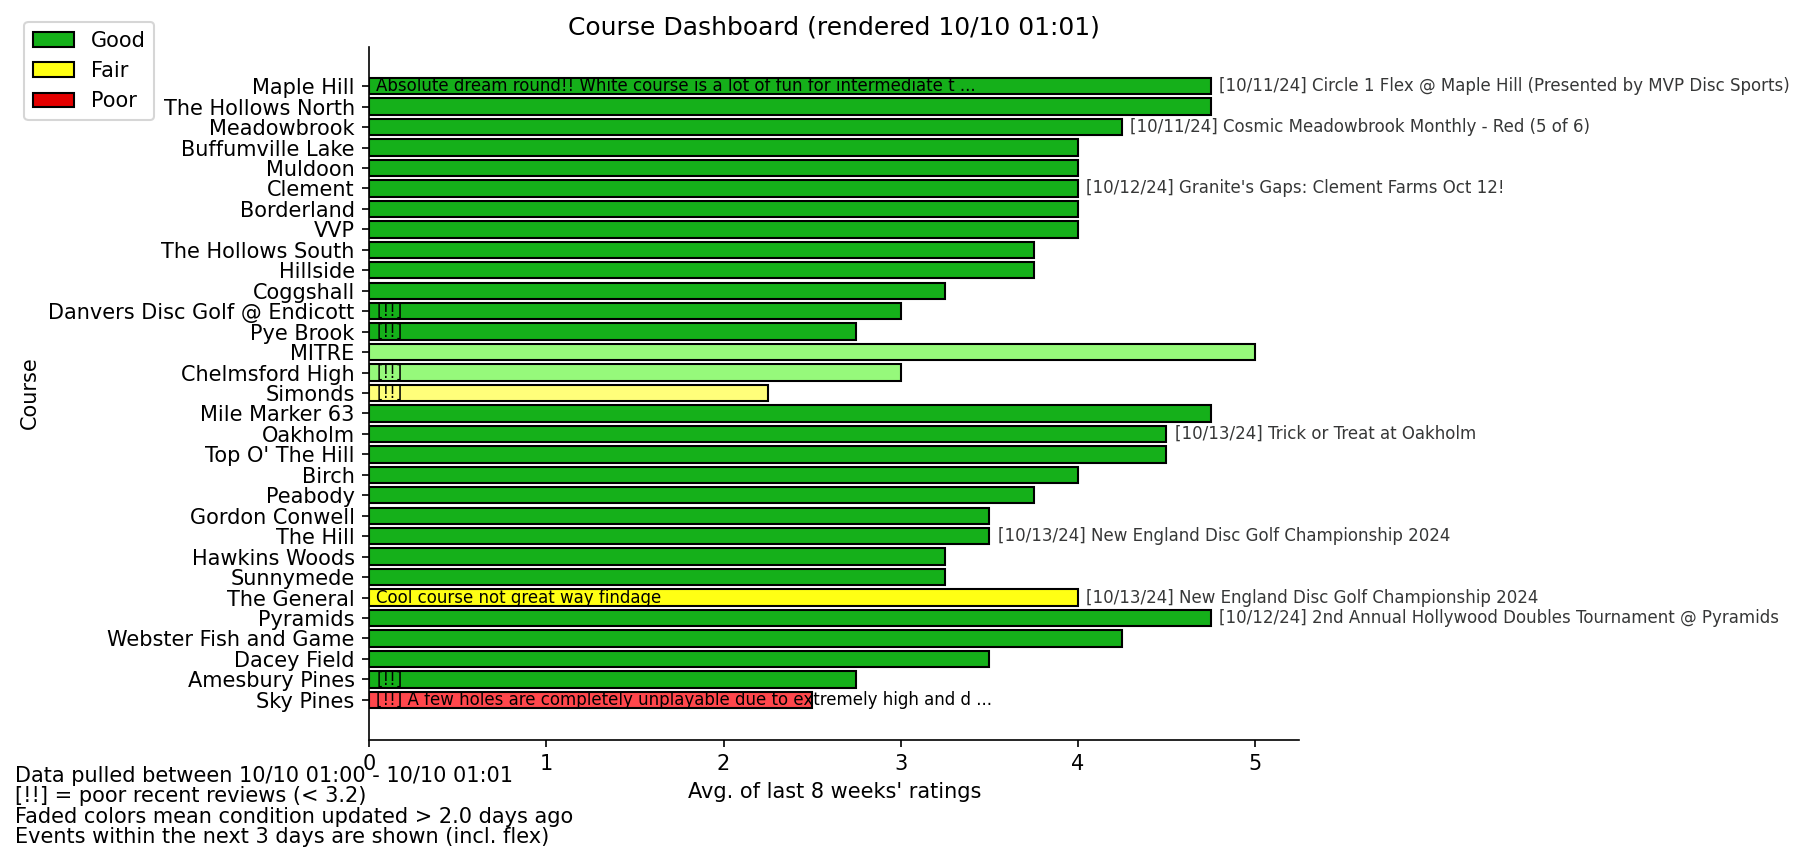 Course Dashboard (rendered 10/10 01:01)
Good
Fair
Poor
Course
Maple Hill Absolute dream round!! White course is a lot of fun for intermediate t ... [10/11/24] Circle 1 Flex @ Maple Hill (Presented by MVP Disc Sports)
The Hollows North
Meadowbrook [10/11/24] Cosmic Meadowbrook Monthly - Red (5 of 6)
Buffumville Lake
Muldoon
Clement [10/12/24] Granite's Gaps: Clement Farms Oct 12!
Borderland
VVP
The Hollows South
Hillside
Coggshall
Danvers Disc Golf @ Endicott [!!]
Pye Brook [!!]
MITRE
Chelmsford High [!!]
Simonds [!!]
Mile Marker 63
Oakholm [10/13/24] Trick or Treat at Oakholm
Top O' The Hill
Birch
Peabody
Gordon Conwell
The Hill [10/13/24] New England Disc Golf Championship 2024
Hawkins Woods
Sunnymede
The General Cool course not great way findage [10/13/24] New England Disc Golf Championship 2024
Pyramids [10/12/24] 2nd Annual Hollywood Doubles Tournament @ Pyramids
Webster Fish and Game
Dacey Field
Amesbury Pines [!!]
Sky Pines [!!] A few holes are completely unplayable due to extremely high and d ...
0 1 2 3 4 5
Avg. of last 8 weeks' ratings
Data pulled between 10/10 01:00 - 10/10 01:01
[!!] = poor recent reviews (< 3.2)
Faded colors mean condition updated > 2.0 days ago
Events within the next 3 days are shown (incl. flex)